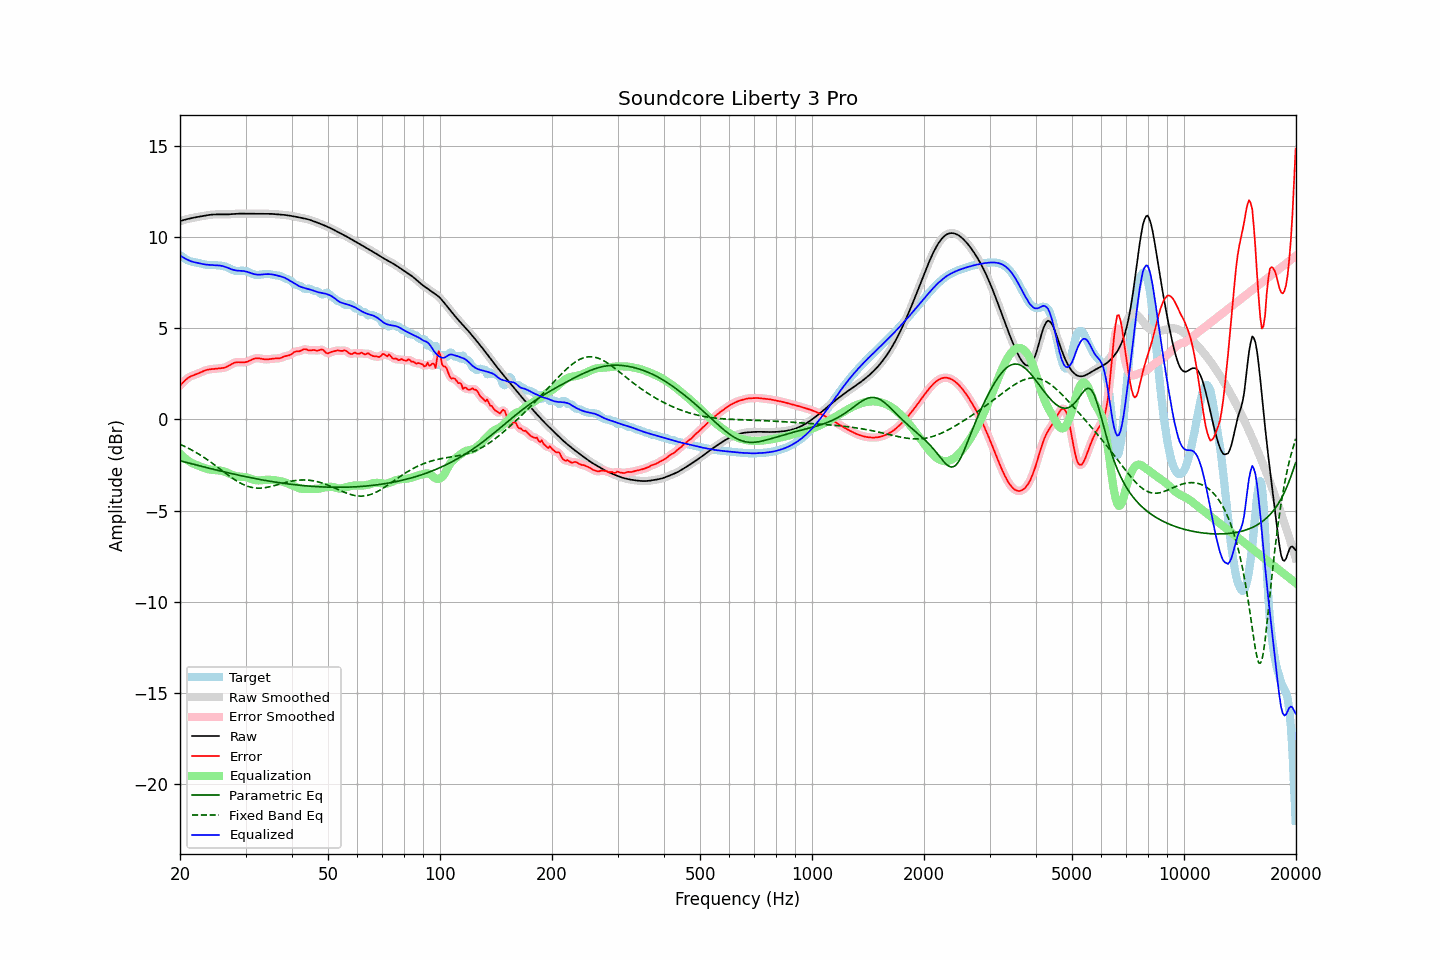 Soundcore Liberty 3 Pro
Amplitude (dBr)
15
10
5
0
−5
−10
−15
−20
Target
Raw Smoothed
Error Smoothed
Raw
Error
Equalization
Parametric Eq
Fixed Band Eq
Equalized
20 50 100 200 500 1000 2000 5000 10000 20000
Frequency (Hz)